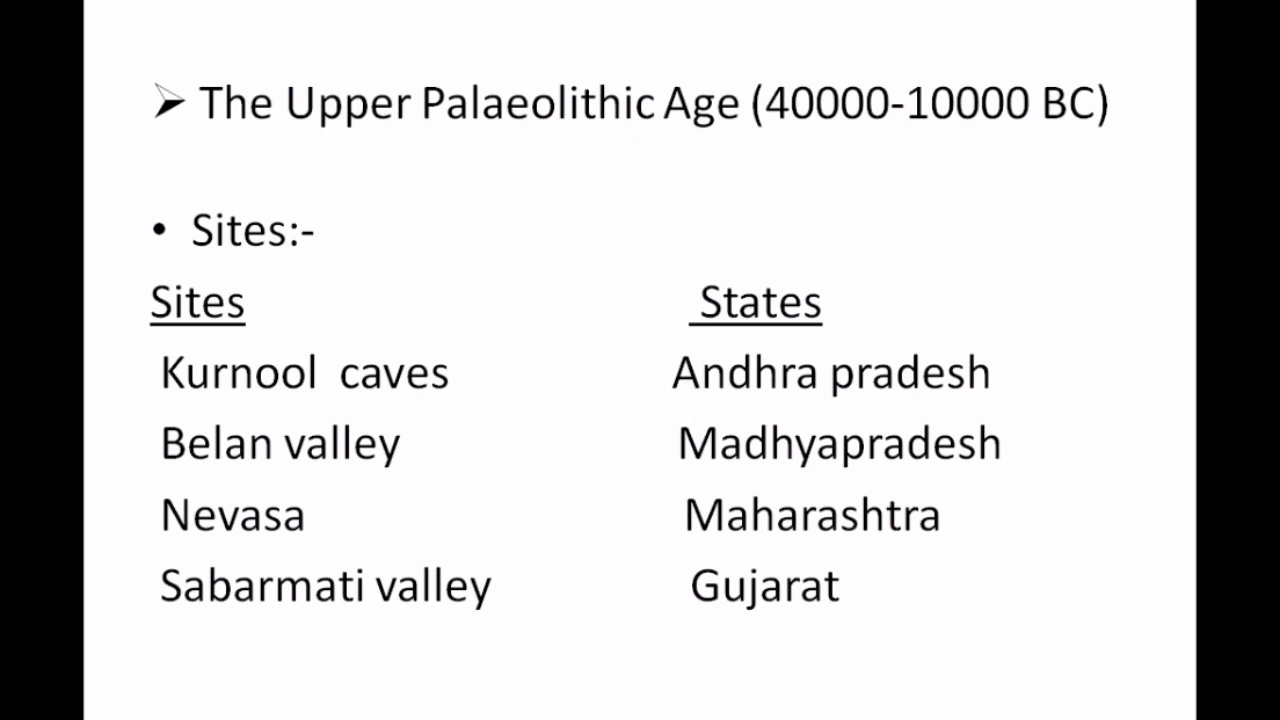 ➢ The Upper Palaeolithic Age (40000-10000 BC)
• Sites:-
Sites States
Kurnool caves Andhra pradesh
Belan valley Madhyapradesh
Nevasa Maharashtra
Sabarmati valley Gujarat